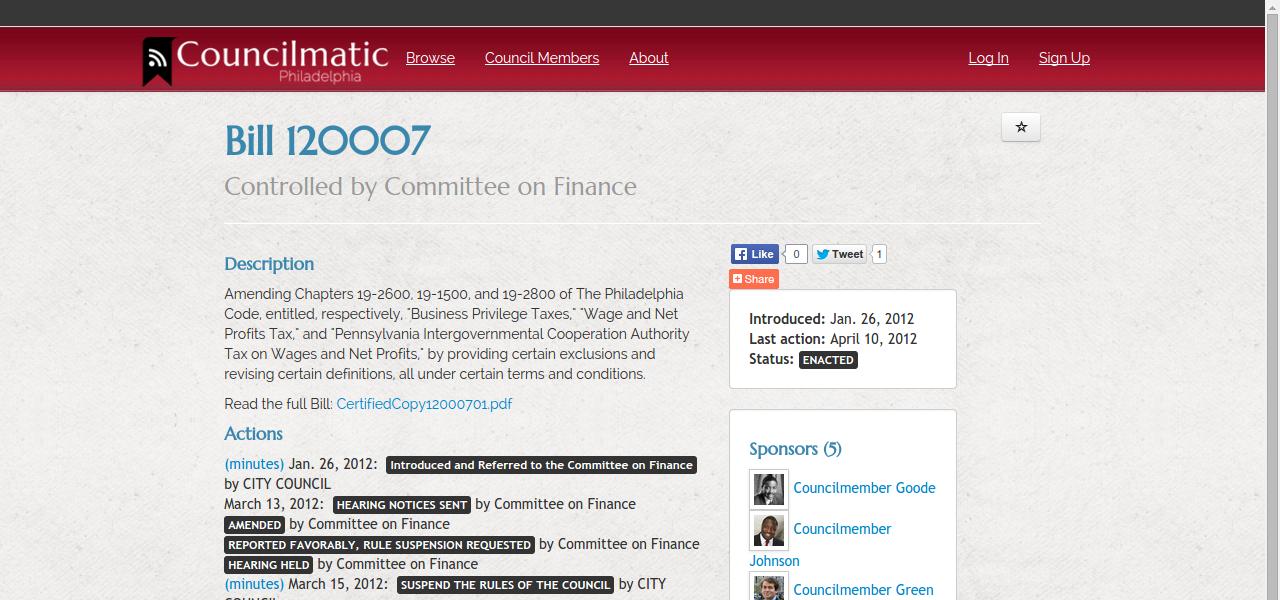 Councilmatic
Philadelphia
Browse Council Members About Log In Sign Up
Bill 120007
Controlled by Committee on Finance
Description
Amending Chapters 19-2600, 19-1500, and 19-2800 of The Philadelphia
Code, entitled, respectively, "Business Privilege Taxes," "Wage and Net
Profits Tax," and "Pennsylvania Intergovernmental Cooperation Authority
Tax on Wages and Net Profits," by providing certain exclusions and
revising certain definitions, all under certain terms and conditions.
Read the full Bill: CertifiedCopy12000701.pdf
Actions
(minutes) Jan. 26, 2012: Introduced and Referred to the Committee on Finance
by CITY COUNCIL
March 13, 2012: HEARING NOTICES SENT by Committee on Finance
AMENDED by Committee on Finance
REPORTED FAVORABLY, RULE SUSPENSION REQUESTED by Committee on Finance
HEARING HELD by Committee on Finance
(minutes) March 15, 2012: SUSPEND THE RULES OF THE COUNCIL by CITY
Like 0 Tweet 1
Share
Introduced: Jan. 26, 2012
Last action: April 10, 2012
Status: ENACTED
Sponsors (5)
Councilmember Goode
Councilmember
Johnson
Councilmember Green